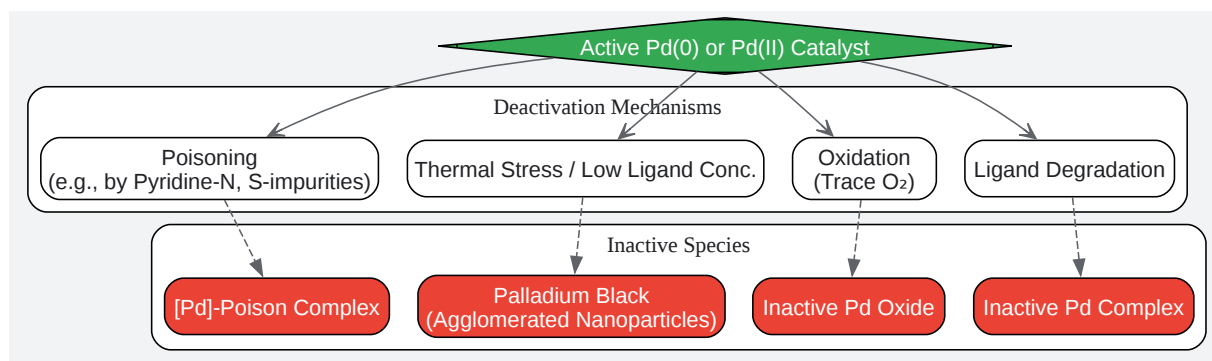 Active Pd(0) or Pd(II) Catalyst
Deactivation Mechanisms
Poisoning
(e.g., by Pyridine-N, S-impurities)
Thermal Stress / Low Ligand Conc.
Oxidation
(Trace O₂)
Ligand Degradation
Inactive Species
[Pd]-Poison Complex
Palladium Black
(Agglomerated Nanoparticles)
Inactive Pd Oxide
Inactive Pd Complex